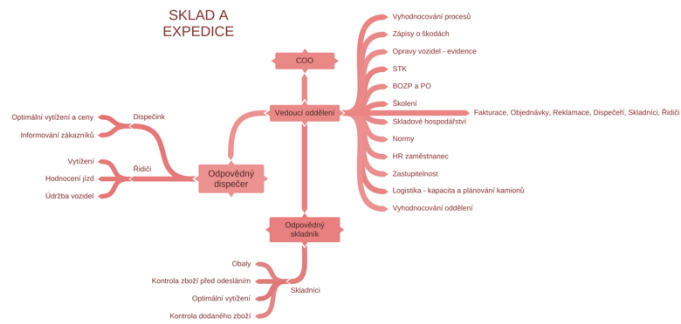 SKLAD A
EXPEDICE
COO
Vedoucí oddělení
Vyhodnocování procesů
Zápisy o škodách
Opravy vozidel - evidence
STK
BOZP a PO
Školení
Fakturace, Objednávky, Reklamace, Dispečeři, Skladníci, Řidiči
Skladové hospodářství
Normy
HR zaměstnanec
Zastupitelnost
Logistika - kapacita a plánování kamionů
Vyhodnocování oddělení
Odpovědný
dispečer
Dispečink
Optimální vytížení a ceny
Informování zákazníků
Řidiči
Vytížení
Hodnocení jízd
Údržba vozidel
Odpovědný
skladník
Skladníci
Obaly
Kontrola zboží před odesláním
Optimální vytížení
Kontrola dodaného zboží